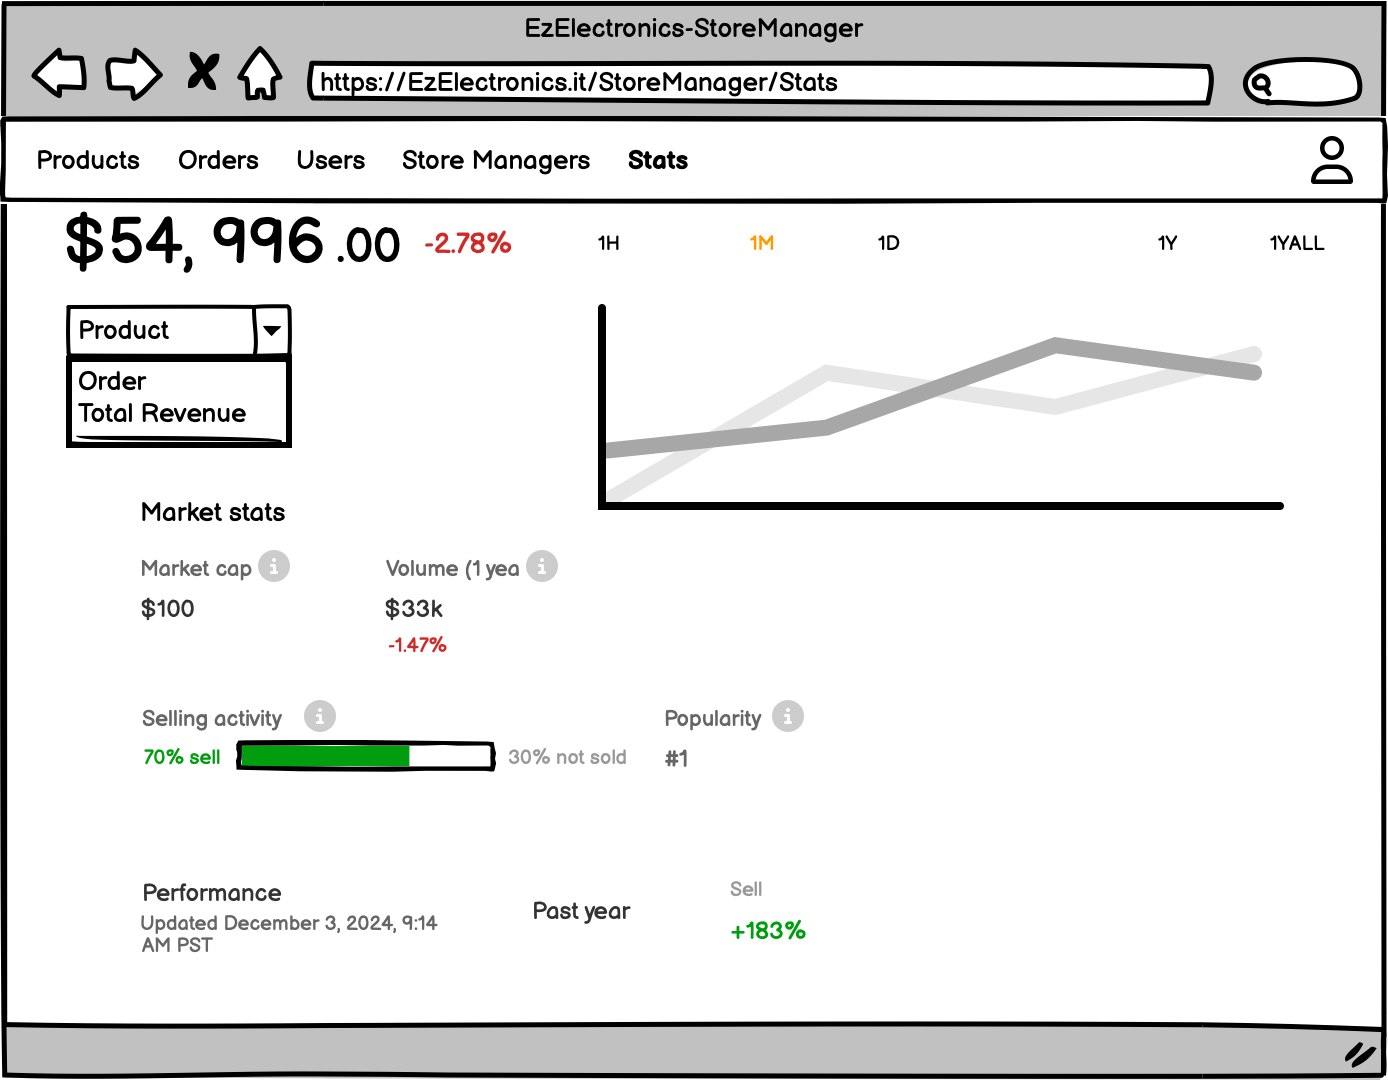 EzElectronics-StoreManager
https://EzElectronics.it/StoreManager/Stats
Products Orders Users Store Managers Stats
$54, 996 .00 -2.78% 1H 1M 1D 1Y 1YALL
Product
Order
Total Revenue
Market stats
Market cap Volume (1 yea
$100 $33k
-1.47%
Selling activity Popularity
70% sell 30% not sold #1
Performance Past year Sell
Updated December 3, 2024, 9:14
AM PST
+183%